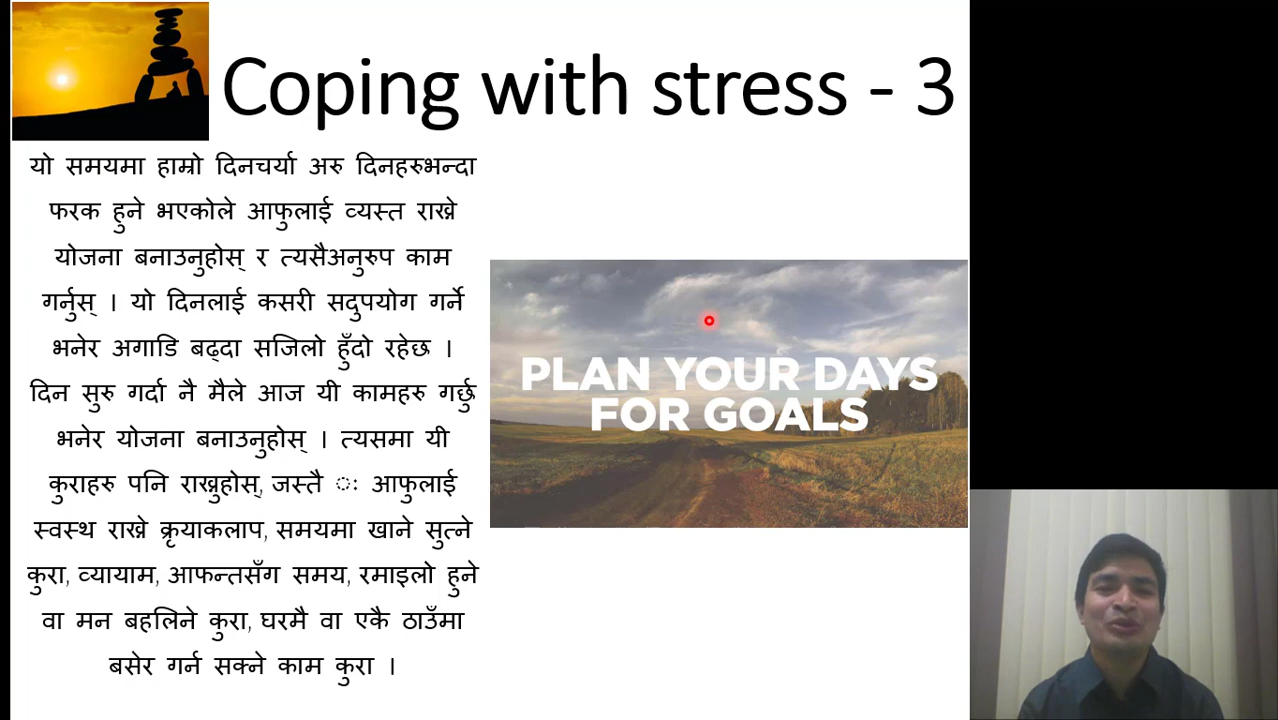 Coping with stress - 3
यो समयमा हाम्रो दिनचर्या अरु दिनहरुभन्दा
फरक हुने भएकोले आफुलाई व्यस्त राख्ने
योजना बनाउनुहोस् र त्यसैअनुरुप काम
गर्नुस् । यो दिनलाई कसरी सदुपयोग गर्ने
भनेर अगाडि बढ्दा सजिलो हुँदो रहेछ ।
दिन सुरु गर्दा नै मैले आज यी कामहरु गर्छु
भनेर योजना बनाउनुहोस् । त्यसमा यी
कुराहरु पनि राख्नुहोस्, जस्तै ः आफुलाई
स्वस्थ राख्ने क्रृयाकलाप, समयमा खाने सुत्ने
कुरा, व्यायाम, आफन्तसँग समय, रमाइलो हुने
वा मन बहलिने कुरा, घरमै वा एकै ठाउँमा
बसेर गर्न सक्ने काम कुरा ।
PLAN YOUR DAYS
FOR GOALS